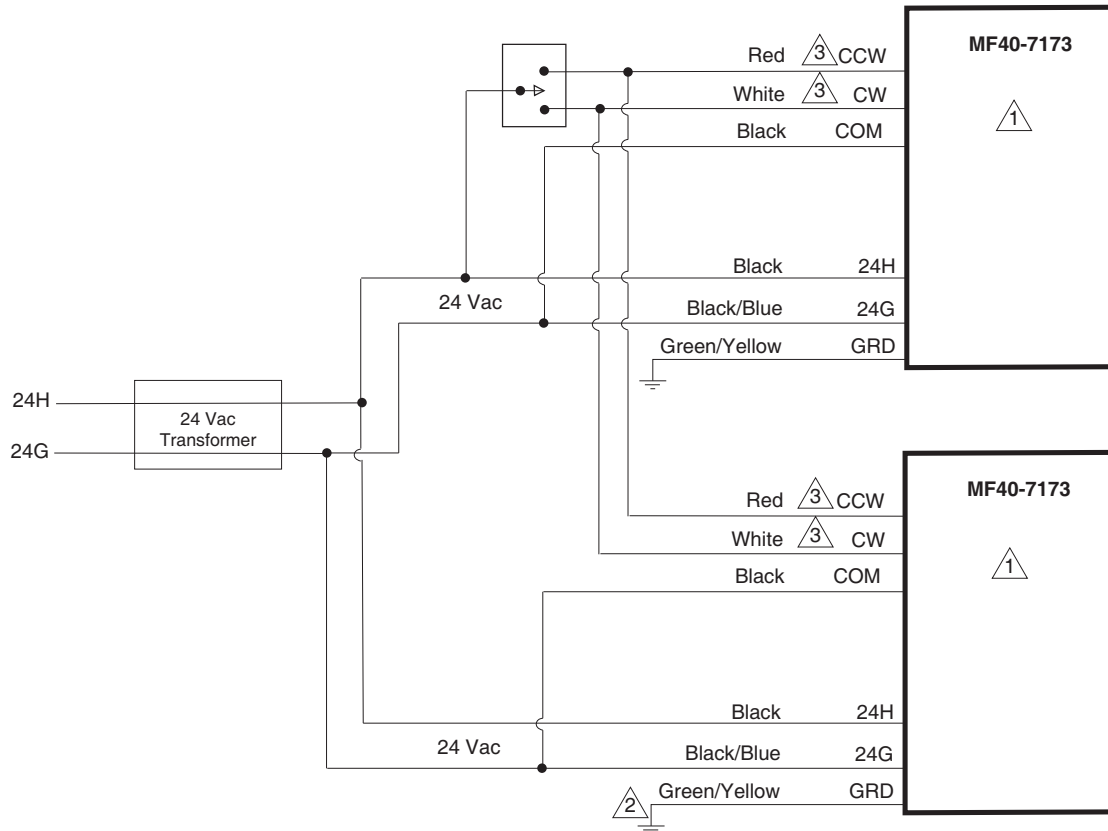 MF40-7173
Red 3 CCW
White 3 CW
1
Black COM
Black 24H
24 Vac
Black/Blue 24G
Green/Yellow GRD
24H
24 Vac
Transformer
24G
MF40-7173
Red 3 CCW
White 3 CW
1
Black COM
Black 24H
24 Vac
Black/Blue 24G
2 Green/Yellow GRD